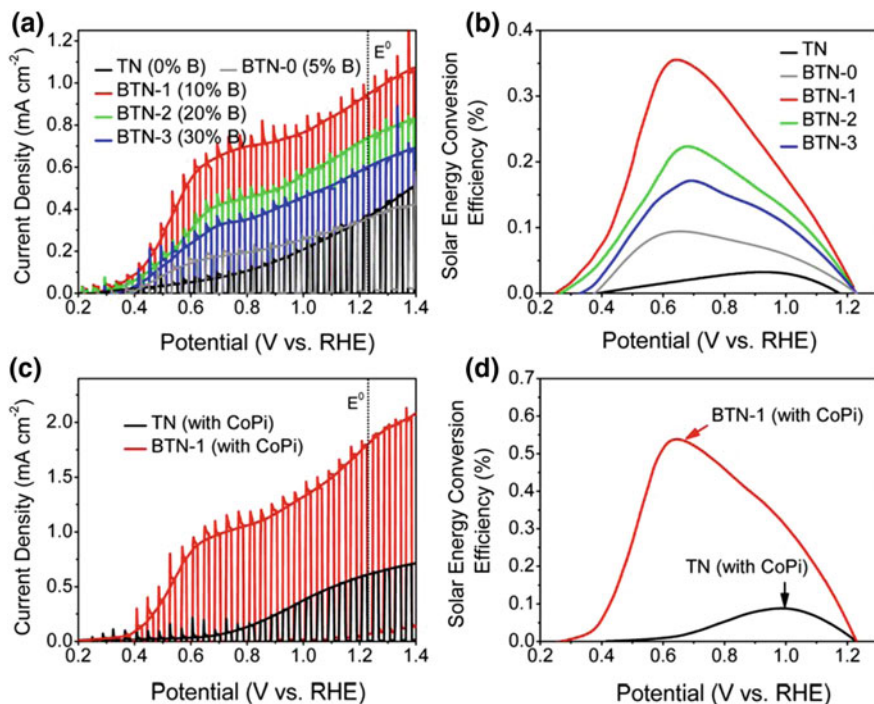 (a)
Current Density (mA cm⁻²)
1.2
1.0
0.8
0.6
0.4
0.2
0.0
E⁰
TN (0% B) BTN-0 (5% B)
BTN-1 (10% B)
BTN-2 (20% B)
BTN-3 (30% B)
0.2 0.4 0.6 0.8 1.0 1.2 1.4
Potential (V vs. RHE)
(b)
Solar Energy Conversion
Efficiency (%)
0.4
0.3
0.2
0.1
0.0
TN
BTN-0
BTN-1
BTN-2
BTN-3
0.2 0.4 0.6 0.8 1.0 1.2
Potential (V vs. RHE)
(c)
Current Density (mA cm⁻²)
2.0
1.5
1.0
0.5
0.0
E⁰
TN (with CoPi)
BTN-1 (with CoPi)
0.2 0.4 0.6 0.8 1.0 1.2 1.4
Potential (V vs. RHE)
(d)
Solar Energy Conversion
Efficiency (%)
0.7
0.6
0.5
0.4
0.3
0.2
0.1
0.0
BTN-1 (with CoPi)
TN (with CoPi)
0.2 0.4 0.6 0.8 1.0 1.2
Potential (V vs. RHE)